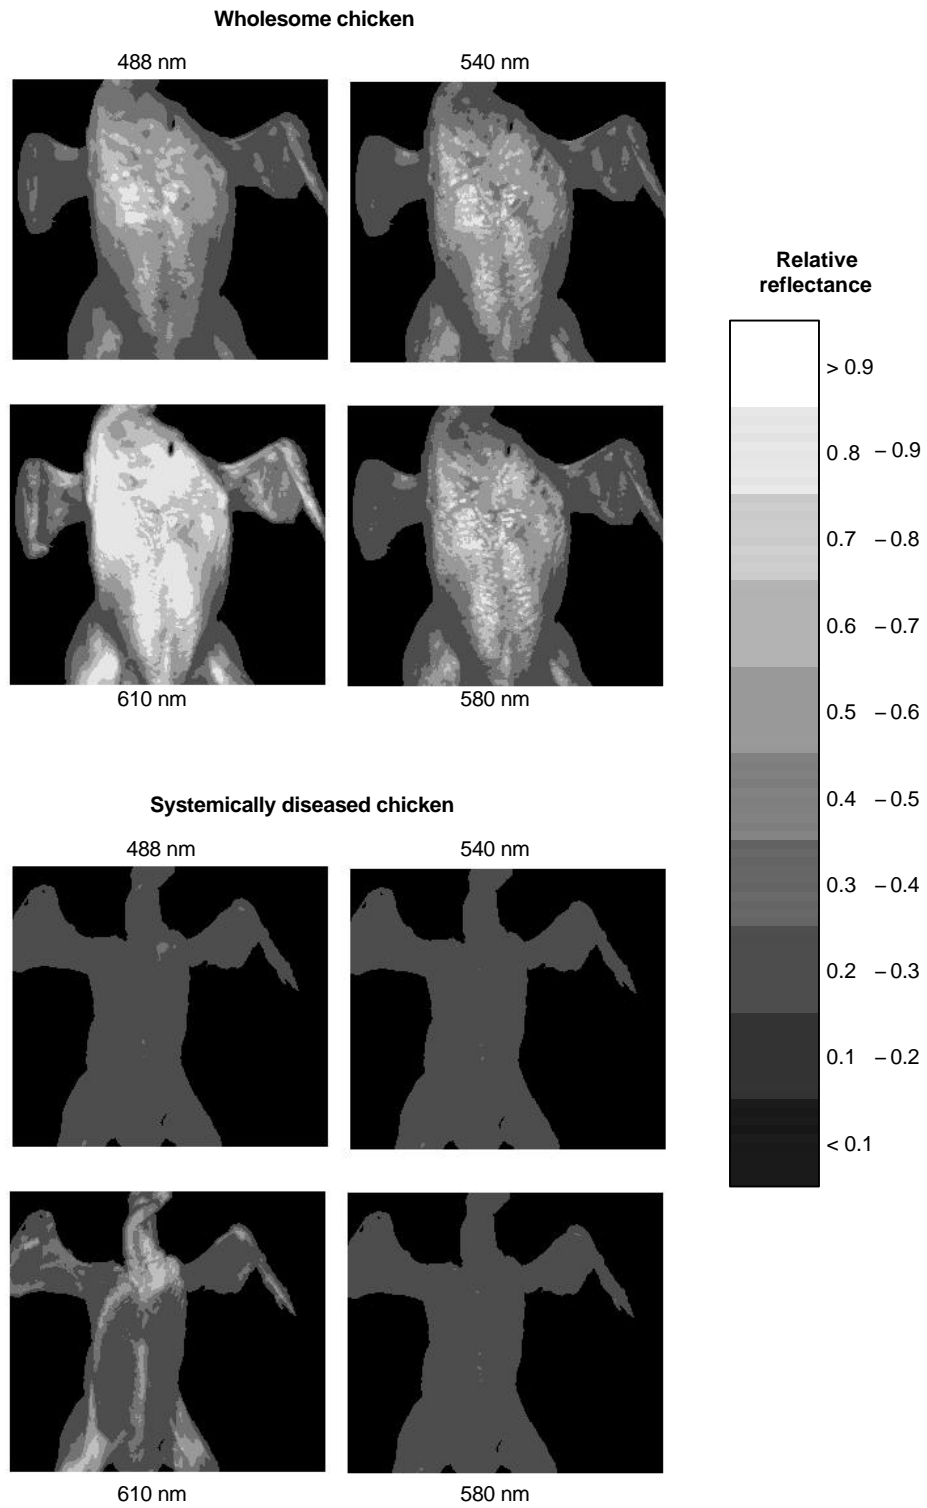 Wholesome chicken
488 nm
540 nm
610 nm
580 nm
Systemically diseased chicken
488 nm
540 nm
610 nm
580 nm
Relative
reflectance
> 0.9
0.8 – 0.9
0.7 – 0.8
0.6 – 0.7
0.5 – 0.6
0.4 – 0.5
0.3 – 0.4
0.2 – 0.3
0.1 – 0.2
< 0.1